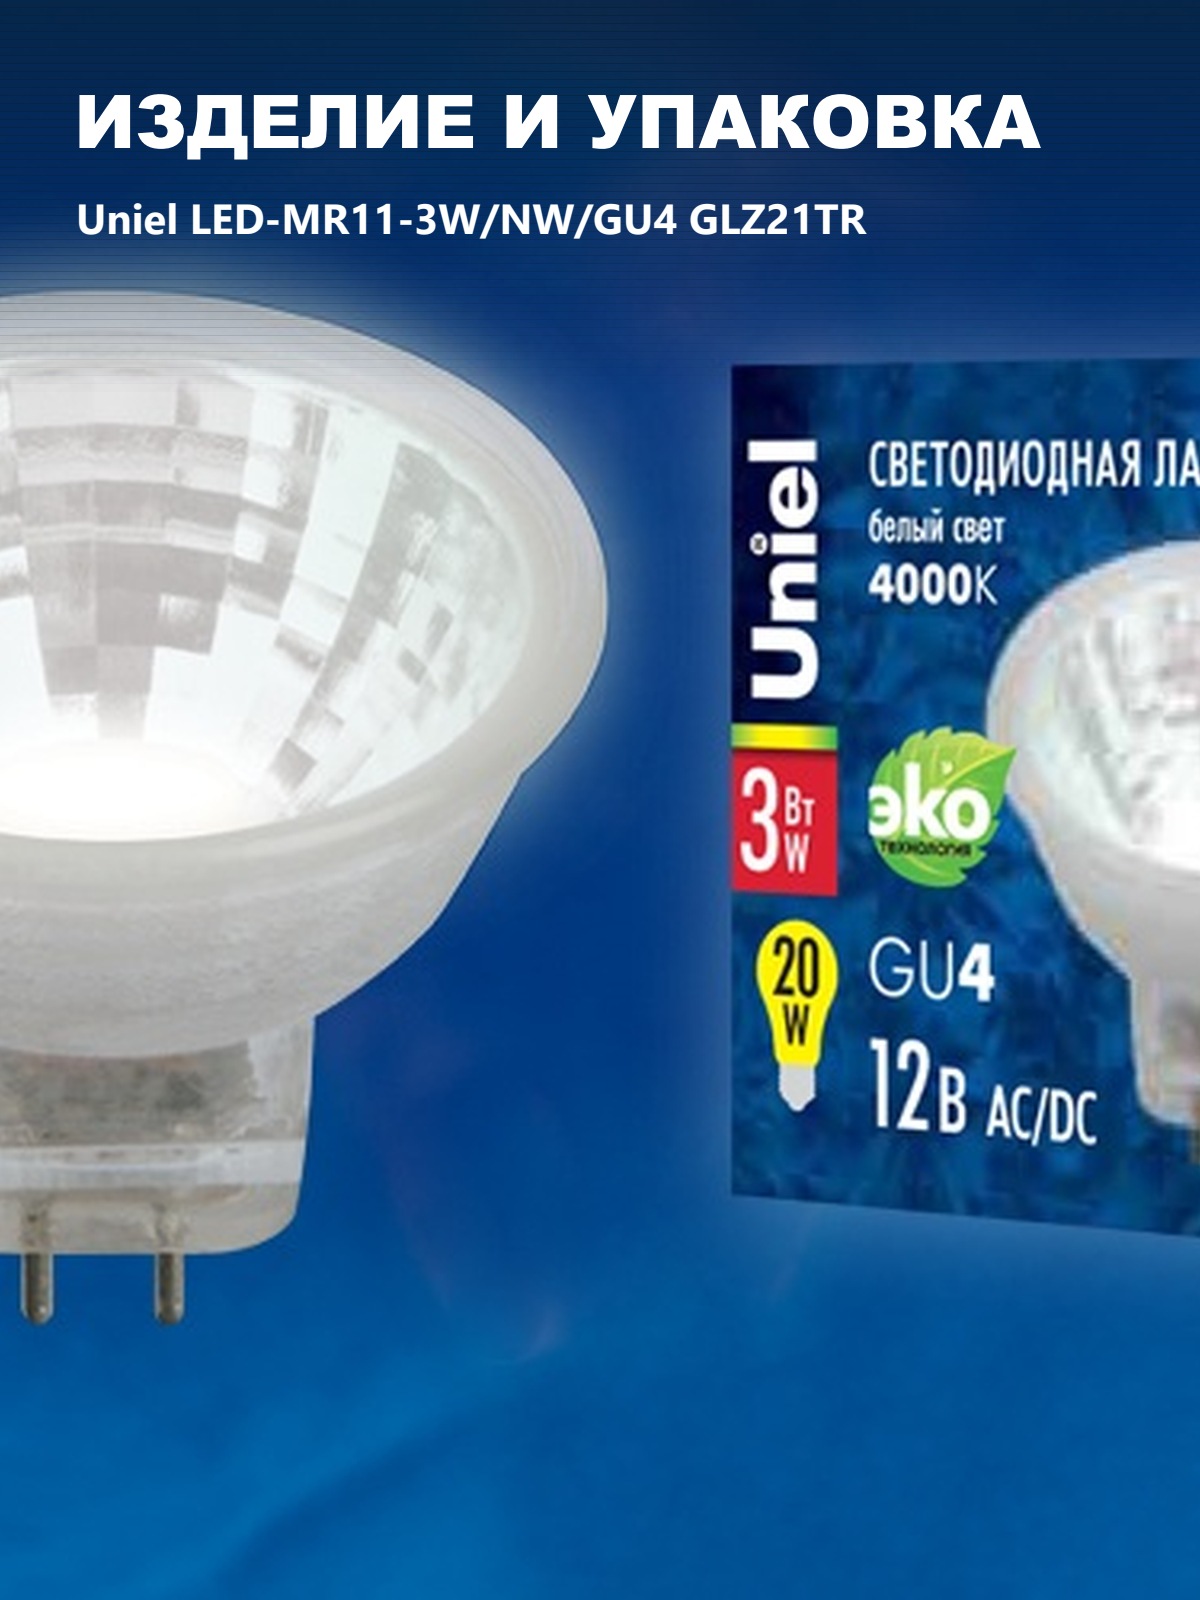 ИЗДЕЛИЕ И УПАКОВКА
Uniel LED-MR11-3W/NW/GU4 GLZ21TR
Uniel
СВЕТОДИОДНАЯ ЛА
белый свет
4000K
3 Вт W
эко
ТЕХНОЛОГИЯ
20 W
GU4
12В AC/DC